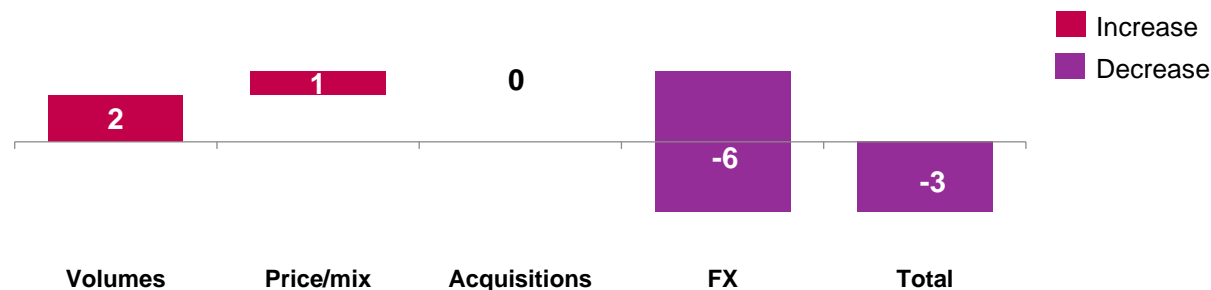 Increase
Decrease
2
1
0
-6
-3
Volumes Price/mix Acquisitions FX Total